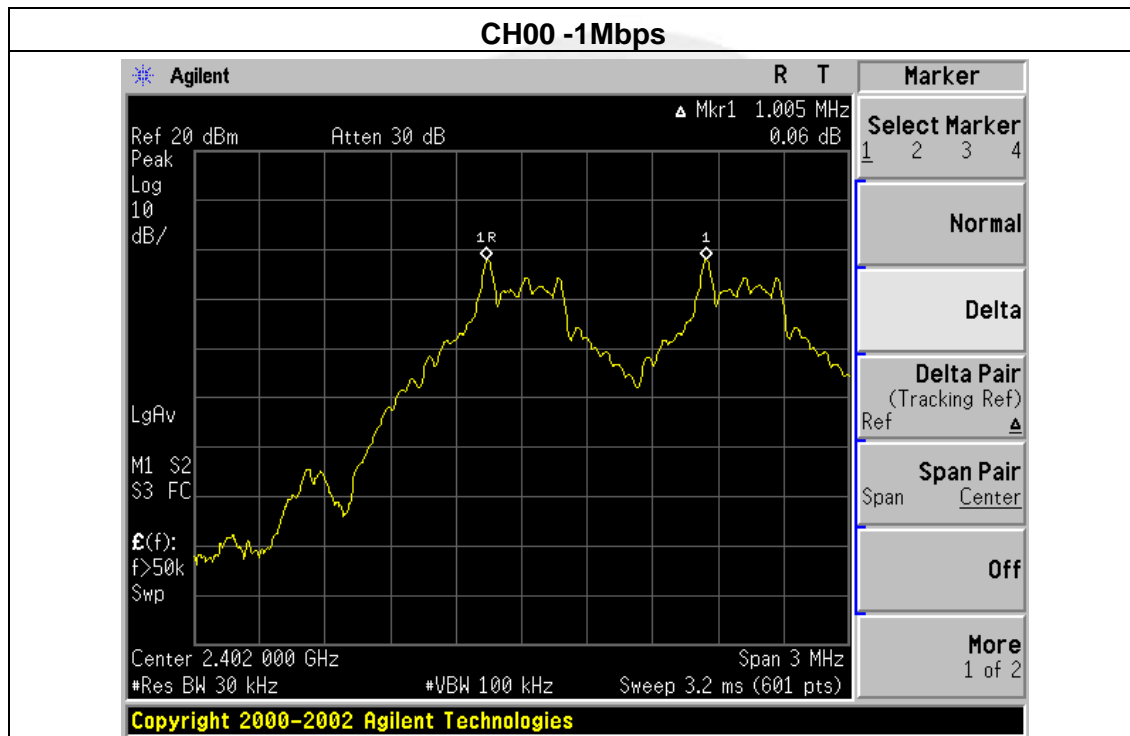 CH00 -1Mbps
Agilent R T
Marker
Δ Mkr1 1.005 MHz
Ref 20 dBm Atten 30 dB 0.06 dB
Peak
Log
10
dB/
1R
1
LgAv
M1 S2
S3 FC
£(f):
f>50k
Swp
Center 2.402 000 GHz Span 3 MHz
#Res BW 30 kHz #VBW 100 kHz Sweep 3.2 ms (601 pts)
Select Marker
1 2 3 4
Normal
Delta
Delta Pair
(Tracking Ref)
Ref Δ
Span Pair
Span Center
Off
More
1 of 2
Copyright 2000-2002 Agilent Technologies